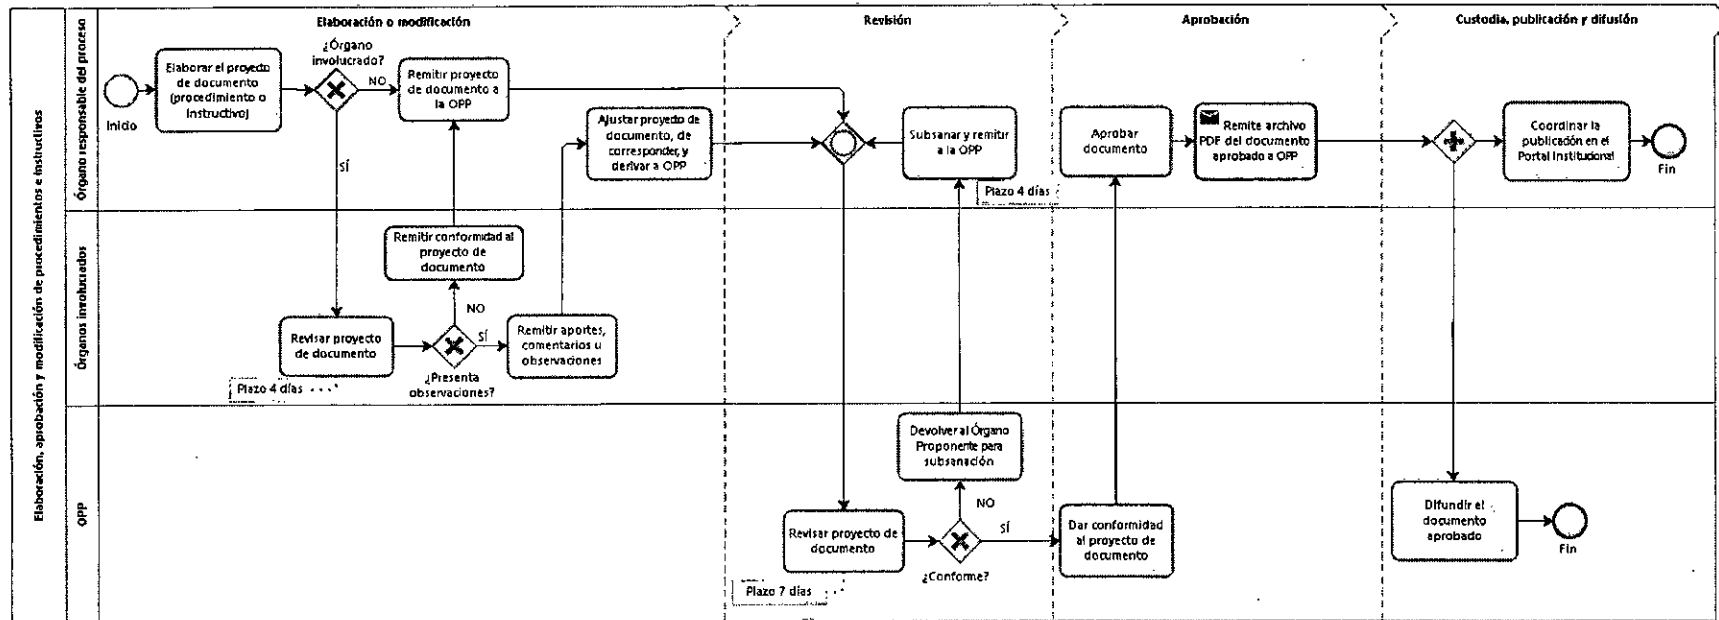 Elaboración, aprobación y modificación de procedimientos e instructivos
Elaboración o modificación
Revisión
Aprobación
Custodia, publicación y difusión
Órgano responsable del proceso
Inicio
Elaborar el proyecto
de documento
(procedimiento o
Instructivo)
¿Órgano
involucrado?
NO
SÍ
Remitir proyecto
de documento a
la OPP
Ajustar proyecto de
documento, de
corresponder, y
derivar a OPP
Subsanar y remitir
a la OPP
Plazo 4 días
Aprobar
documento
Remite archivo
PDF del documento
aprobado a OPP
Coordinar la
publicación en el
Portal Institucional
Fin
Órganos involucrados
Remitir conformidad al
proyecto de
documento
NO
Revisar proyecto
de documento
Plazo 4 días
SÍ
¿Presenta
observaciones?
Remitir aportes,
comentarios u
observaciones
OPP
Devolver al Órgano
Proponente para
subsanación
NO
Revisar proyecto de
documento
Plazo 7 días
SÍ
¿Conforme?
Dar conformidad
al proyecto de
documento
Difundir el
documento
aprobado
Fin